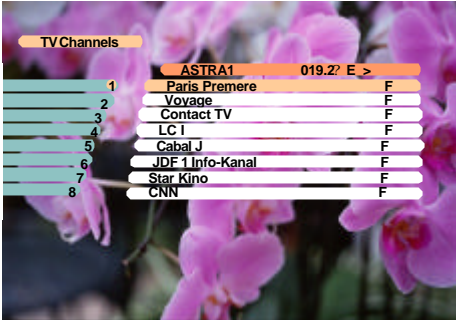 TV Channels
ASTRA1 019.2? E >
1 Paris Premere F
2 Voyage F
3 Contact TV F
4 LC I F
5 Cabal J F
6 JDF 1 Info-Kanal F
7 Star Kino F
8 CNN F